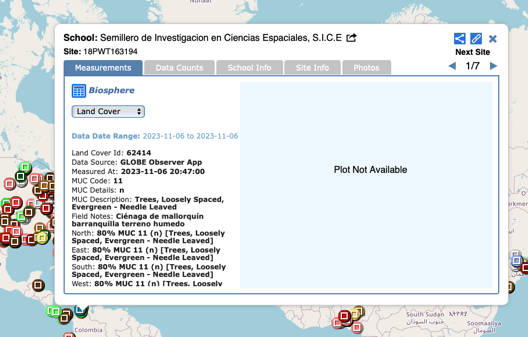 Nuuk
School: Semillero de Investigacion en Ciencias Espaciales, S.I.C.E
Site: 18PWT163194
Next Site
1/7
Measurements
Data Counts
School Info
Site Info
Photos
Biosphere
Land Cover
Data Date Range: 2023-11-06 to 2023-11-06
Land Cover Id: 62414
Data Source: GLOBE Observer App
Measured At: 2023-11-06 20:47:00
MUC Code: 11
MUC Details: n
MUC Description: Trees, Loosely
Spaced, Evergreen - Needle Leaved
Field Notes: Ciénaga de mallorquín
barranquilla terreno humedo
North: 80% MUC 11 (n) [Trees, Loosely
Spaced, Evergreen - Needle Leaved]
East: 80% MUC 11 (n) [Trees, Loosely
Spaced, Evergreen - Needle Leaved]
South: 80% MUC 11 (n) [Trees, Loosely
Spaced, Evergreen - Needle Leaved]
West: 80% MUC 11 (n) [Trees, Loosely
Plot Not Available
Colombia
South Sudan
جنوب السودان
Soomaaliya
الصومال